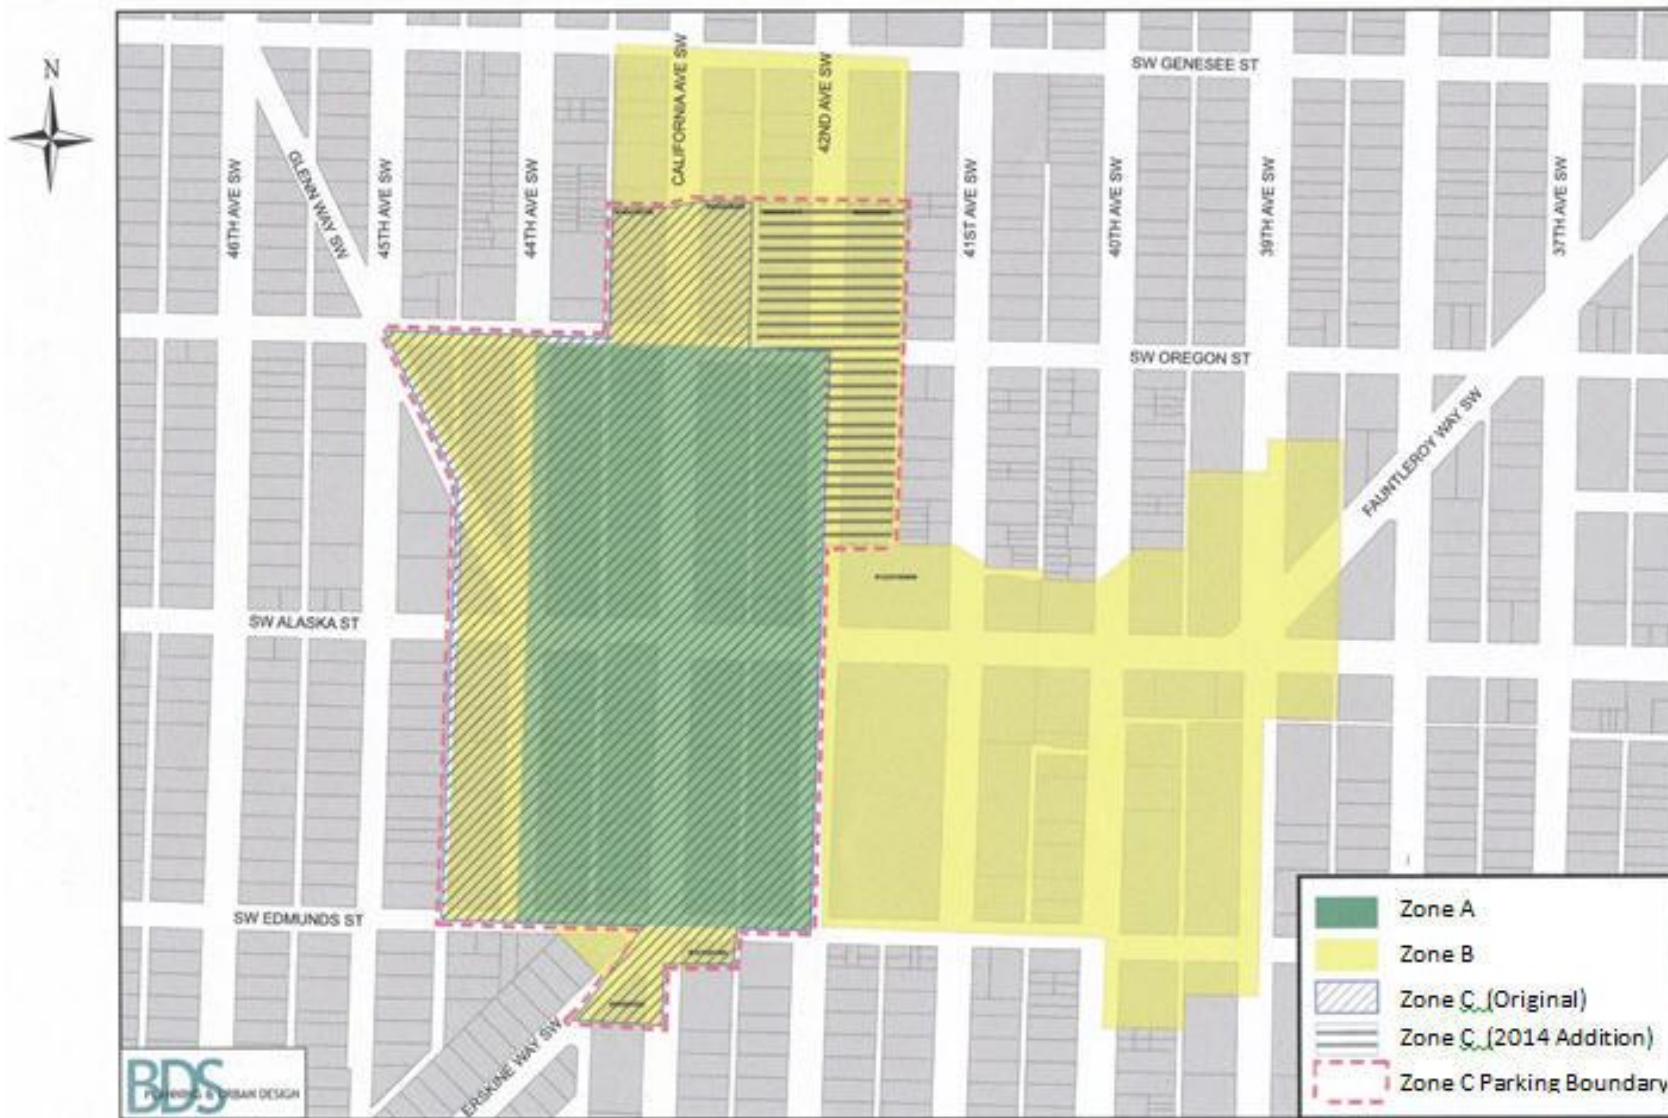 N
SW GENESEE ST
CALIFORNIA AVE SW
42ND AVE SW
46TH AVE SW
GLENN WAY SW
45TH AVE SW
44TH AVE SW
41ST AVE SW
40TH AVE SW
39TH AVE SW
37TH AVE SW
SW OREGON ST
FAUNTLEROY WAY SW
SW ALASKA ST
SW EDMUNDS ST
ERSKINE WAY SW
Zone A
Zone B
Zone C (Original)
Zone C (2014 Addition)
Zone C Parking Boundary
BDS
PLANNING & URBAN DESIGN